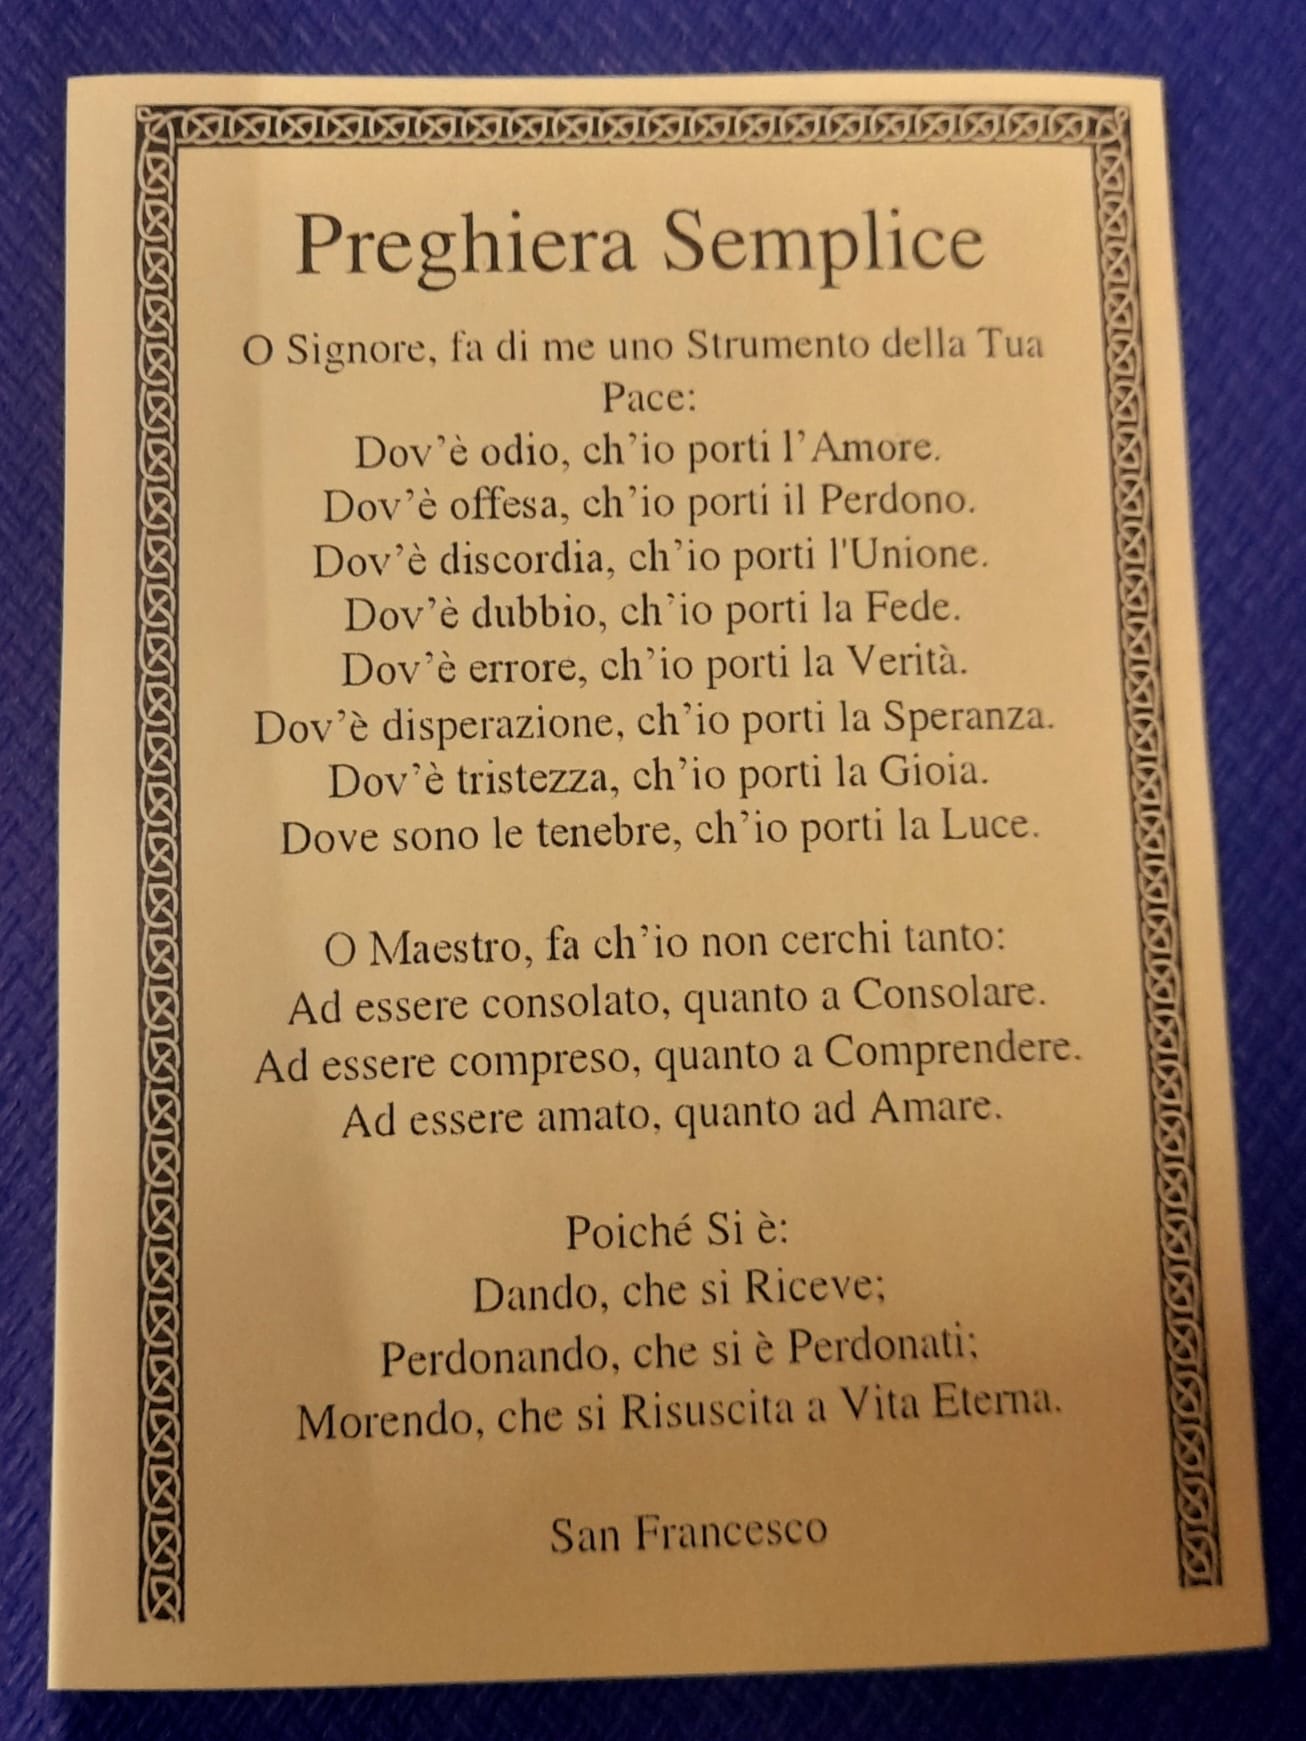 Preghiera Semplice
O Signore, fa di me uno Strumento della Tua
Pace:
Dov’è odio, ch’io porti l’Amore.
Dov’è offesa, ch’io porti il Perdono.
Dov’è discordia, ch’io porti l'Unione.
Dov’è dubbio, ch’io porti la Fede.
Dov’è errore, ch’io porti la Verità.
Dov’è disperazione, ch’io porti la Speranza.
Dov’è tristezza, ch’io porti la Gioia.
Dove sono le tenebre, ch’io porti la Luce.
O Maestro, fa ch’io non cerchi tanto:
Ad essere consolato, quanto a Consolare.
Ad essere compreso, quanto a Comprendere.
Ad essere amato, quanto ad Amare.
Poiché Si è:
Dando, che si Riceve;
Perdonando, che si è Perdonati;
Morendo, che si Risuscita a Vita Eterna.
San Francesco